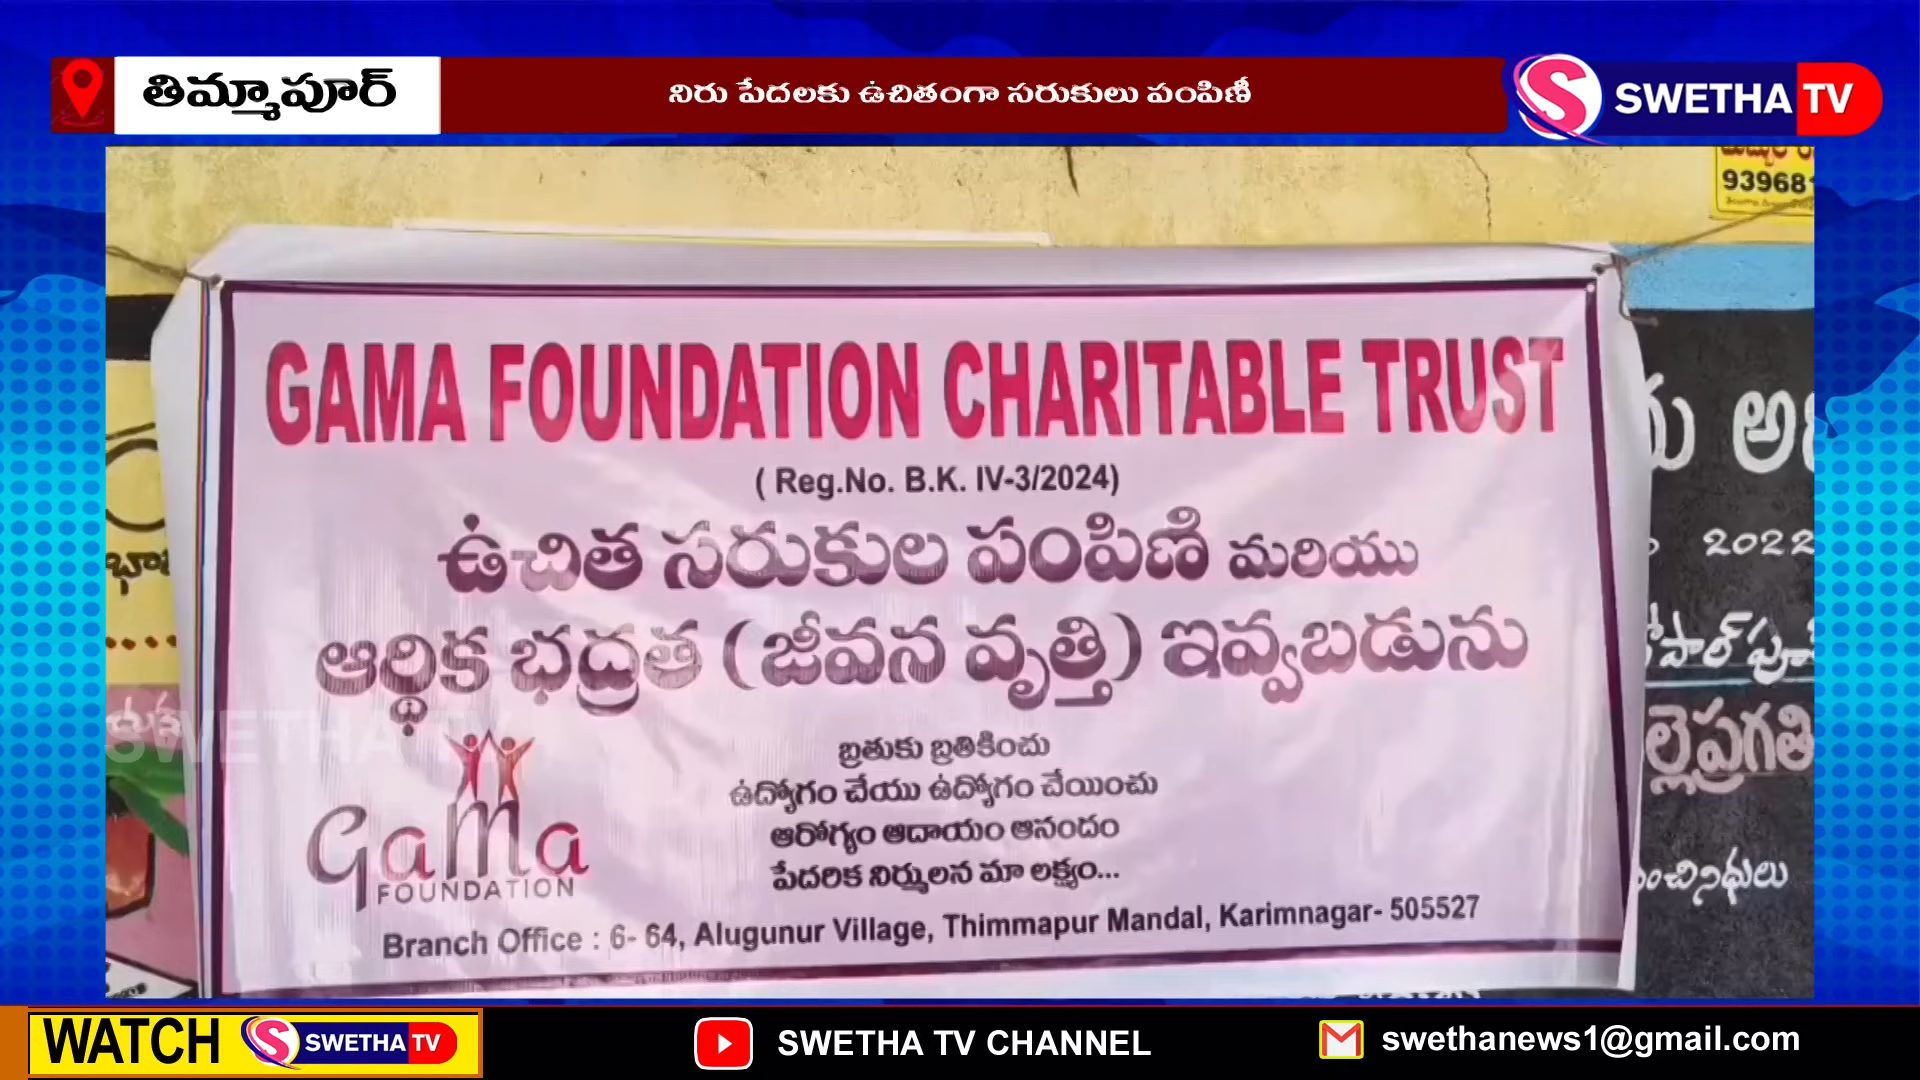 తిమ్మాపూర్
నిరు పేదలకు ఉచితంగా సరుకులు పంపిణీ
SWETHA TV
93968
GAMA FOUNDATION CHARITABLE TRUST
( Reg.No. B.K. IV-3/2024)
ఉచిత సరుకుల పంపిణి మరియు
ఆర్థిక భద్రత (జీవన వృత్తి) ఇవ్వబడును
2022
SWETHA TV
gama
FOUNDATION
బ్రతుకు బ్రతికించు
ఉద్యోగం చేయు ఉద్యోగం చేయించు
ఆరోగ్యం ఆదాయం ఆనందం
పేదరిక నిర్ములన మా లక్ష్యం...
Branch Office : 6- 64, Alugunur Village, Thimmapur Mandal, Karimnagar- 505527
WATCH SWETHA TV
SWETHA TV CHANNEL
swethanews1@gmail.com